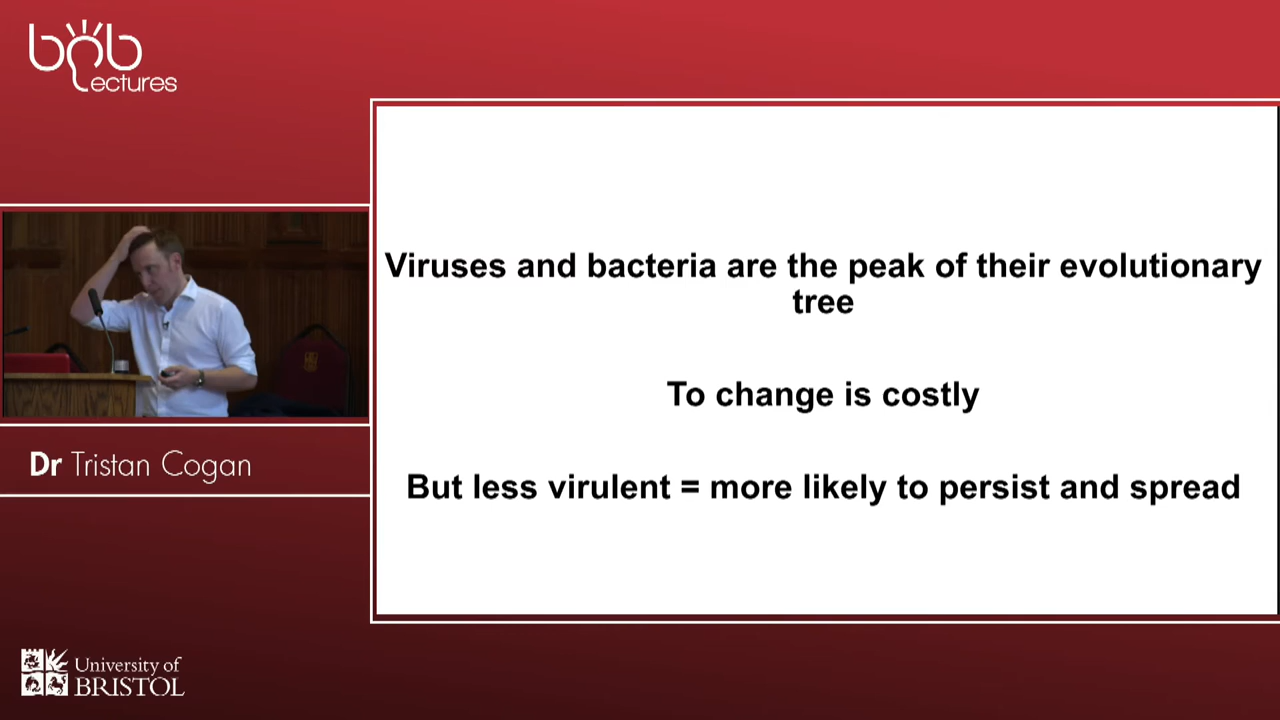 bob
Lectures
Viruses and bacteria are the peak of their evolutionary
tree
To change is costly
But less virulent = more likely to persist and spread
Dr Tristan Cogan
University of
BRISTOL